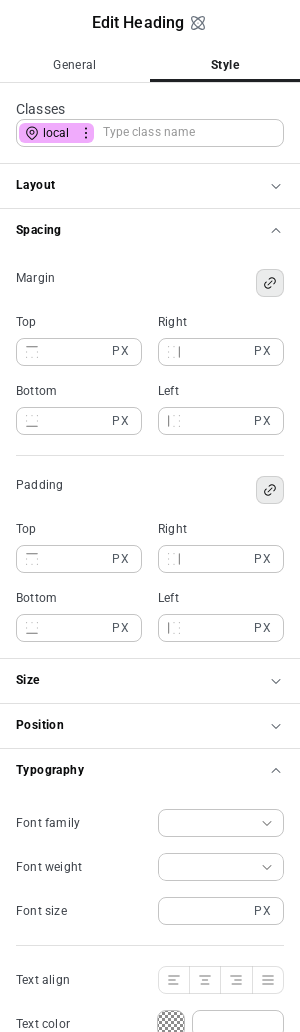 Edit Heading
General
Style
Classes
local
Type class name
Layout
Spacing
Margin
Top
Right
PX
PX
Bottom
Left
PX
PX
Padding
Top
Right
PX
PX
Bottom
Left
PX
PX
Size
Position
Typography
Font family
Font weight
Font size
PX
Text align
Text color